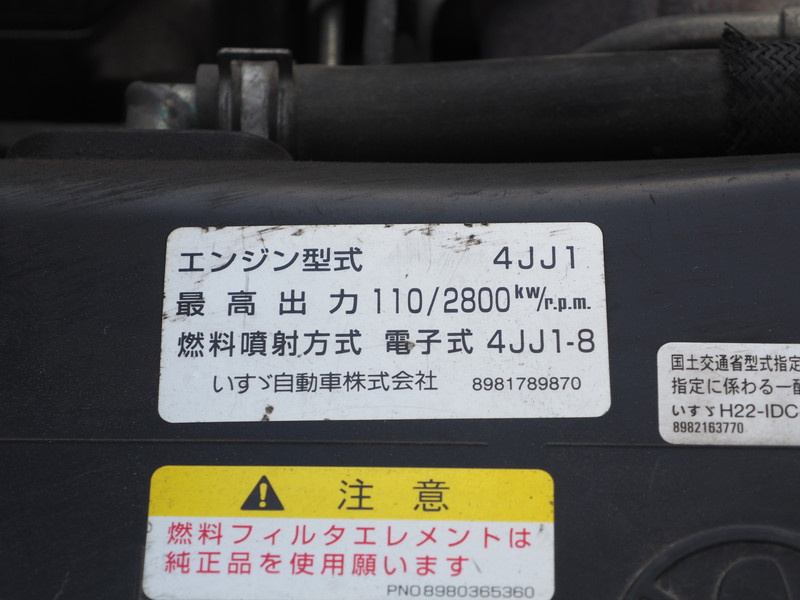 エンジン型式 4JJ1
最高出力 110/2800kW/r.p.m.
燃料噴射方式 電子式 4JJ1-8
いすゞ自動車株式会社 8981789870
国土交通省型式指定
指定に係わる一
いすゞH22-IDC
8982163770
注意
燃料フィルタエレメントは
純正品を使用願います
PN08980365360